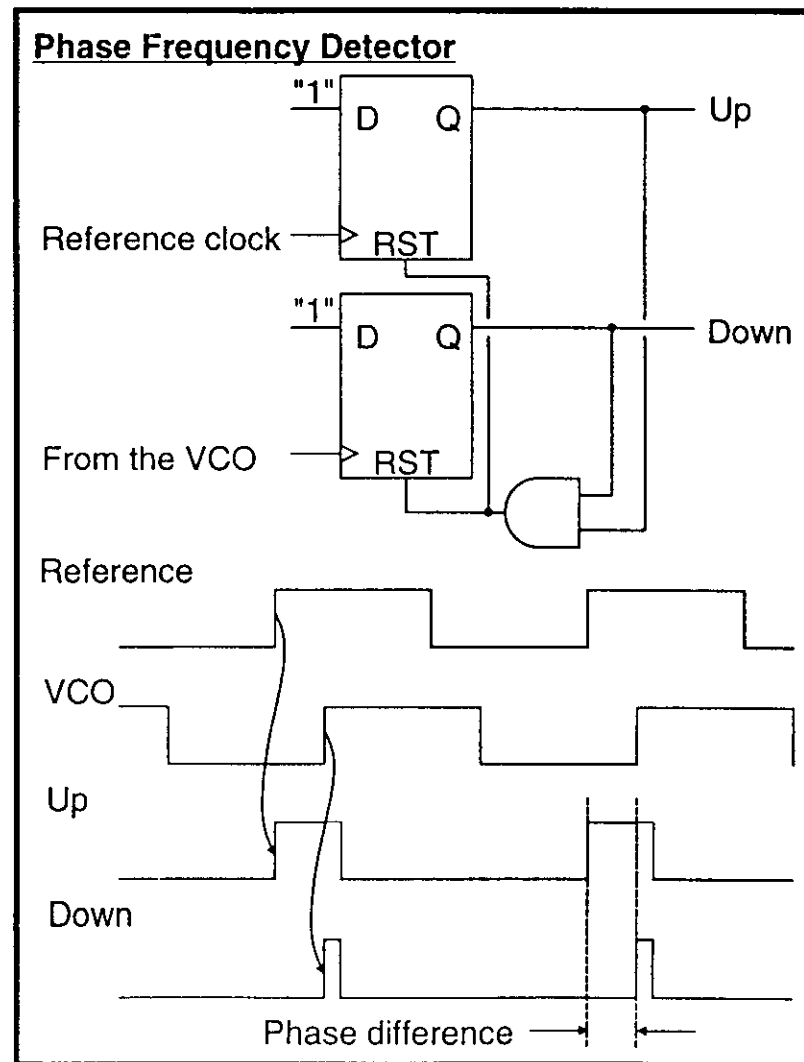 Phase Frequency Detector
"1"
D Q Up
Reference clock
RST
"1"
D Q Down
From the VCO
RST
Reference
VCO
Up
Down
Phase difference